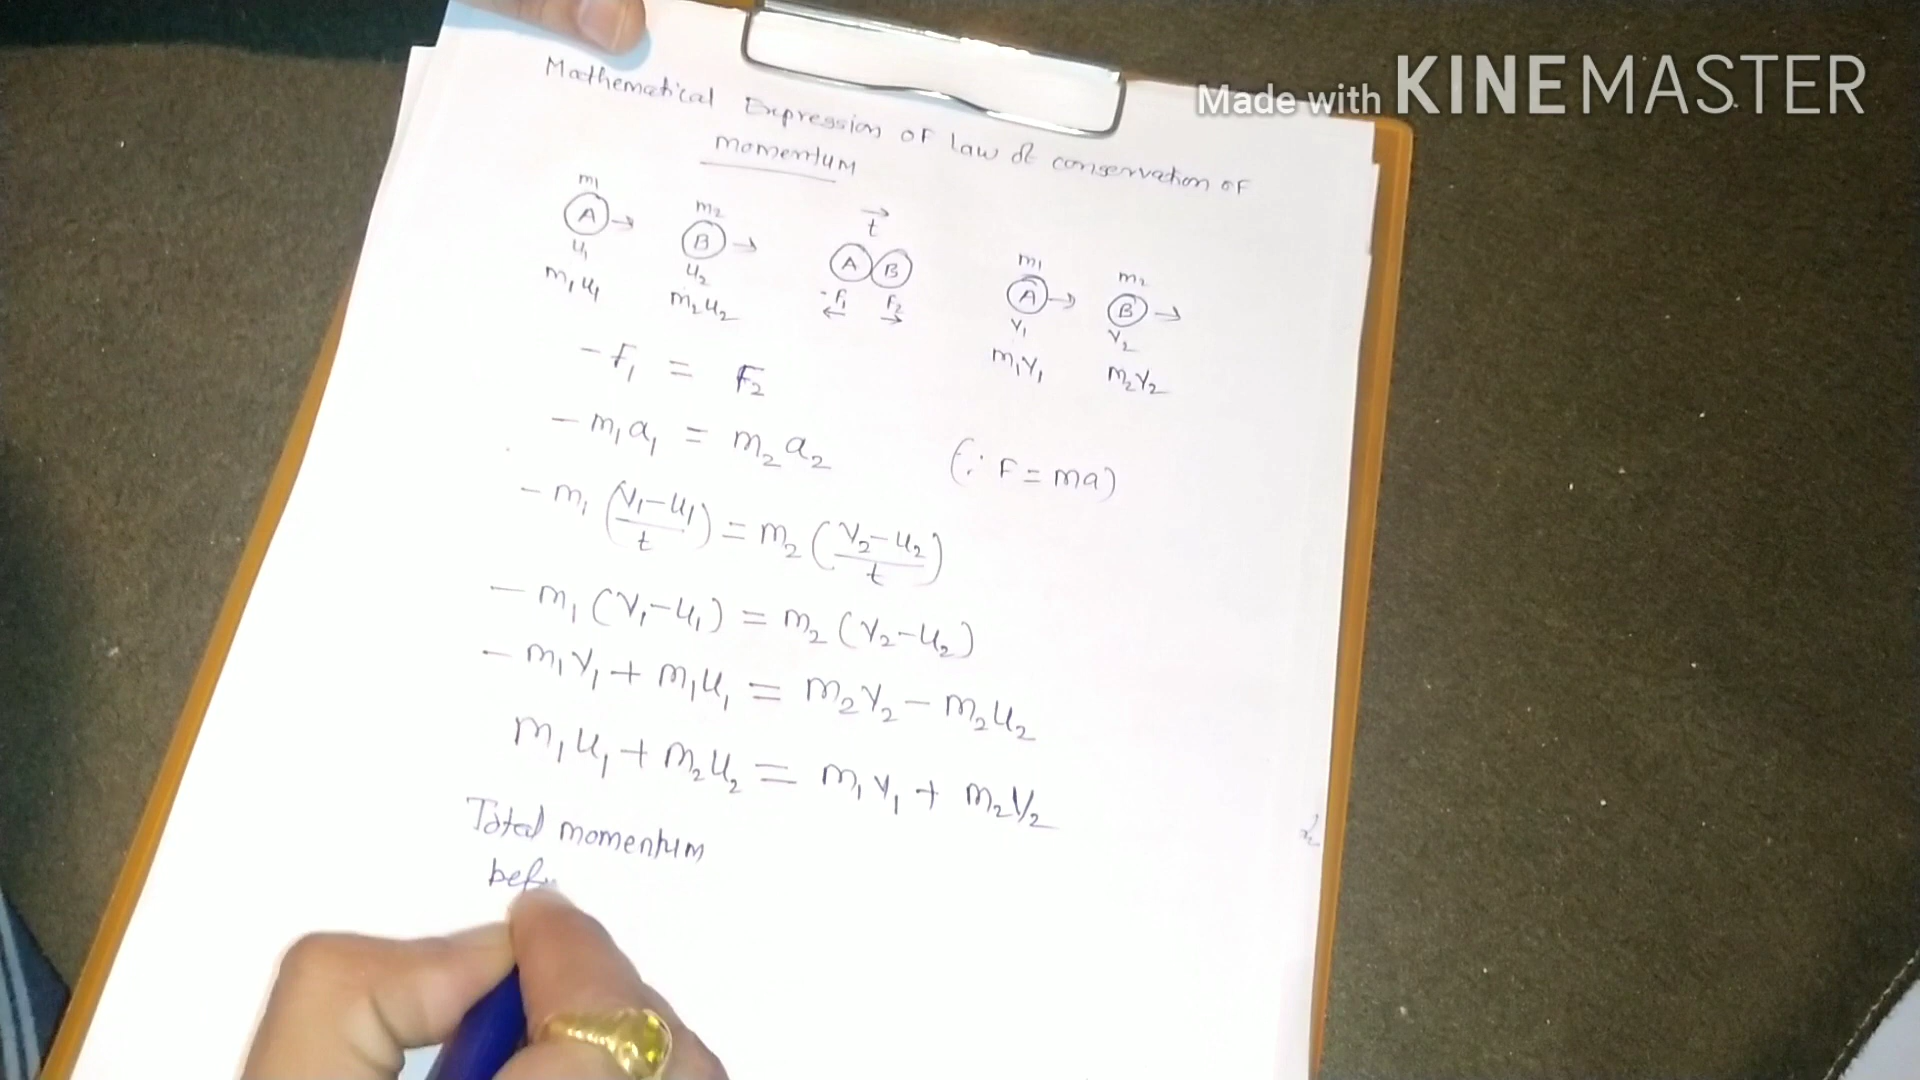 Made with KINEMASTER
Mathematical Expression of law of conservation of
momentum
m₁ m₂ t m₁ m₂
A → B → A B A → B →
u₁ u₂ -F₁ F₂ v₁ v₂
m₁u₁ m₂u₂ ← → m₁v₁ m₂v₂
-F₁ = F₂
-m₁a₁ = m₂a₂ (∵ F = ma)
-m₁ (v₁-u₁/t) = m₂ (v₂-u₂/t)
-m₁ (v₁-u₁) = m₂ (v₂-u₂)
-m₁v₁ + m₁u₁ = m₂v₂ - m₂u₂
m₁u₁ + m₂u₂ = m₁v₁ + m₂v₂
Total momentum
bef